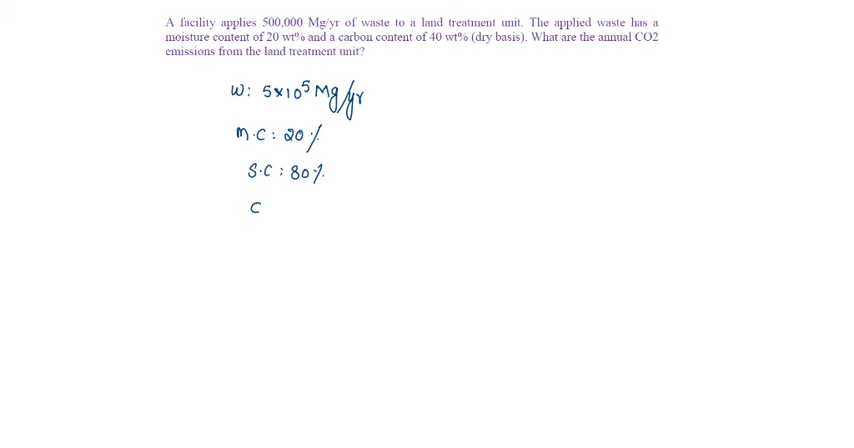 A facility applies 500,000 Mg/yr of waste to a land treatment unit. The applied waste has a
moisture content of 20 wt% and a carbon content of 40 wt% (dry basis). What are the annual CO2
emissions from the land treatment unit?
W: 5×10⁵ Mg/yr
M.C: 20%
S.C: 80%
C